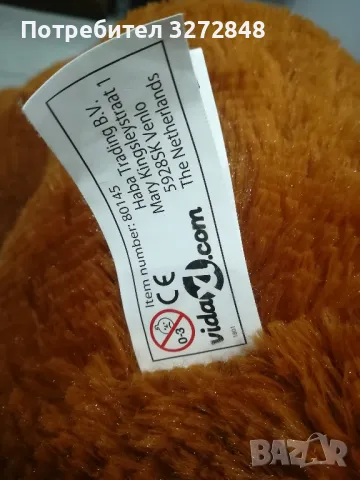 Потребител 3272848
Item number: 80145
Haba Trading B.V.
Mary Kingsleystraat 1
5928SK Venlo
The Netherlands
CE
0-3
vidaXL.com
BAZAR